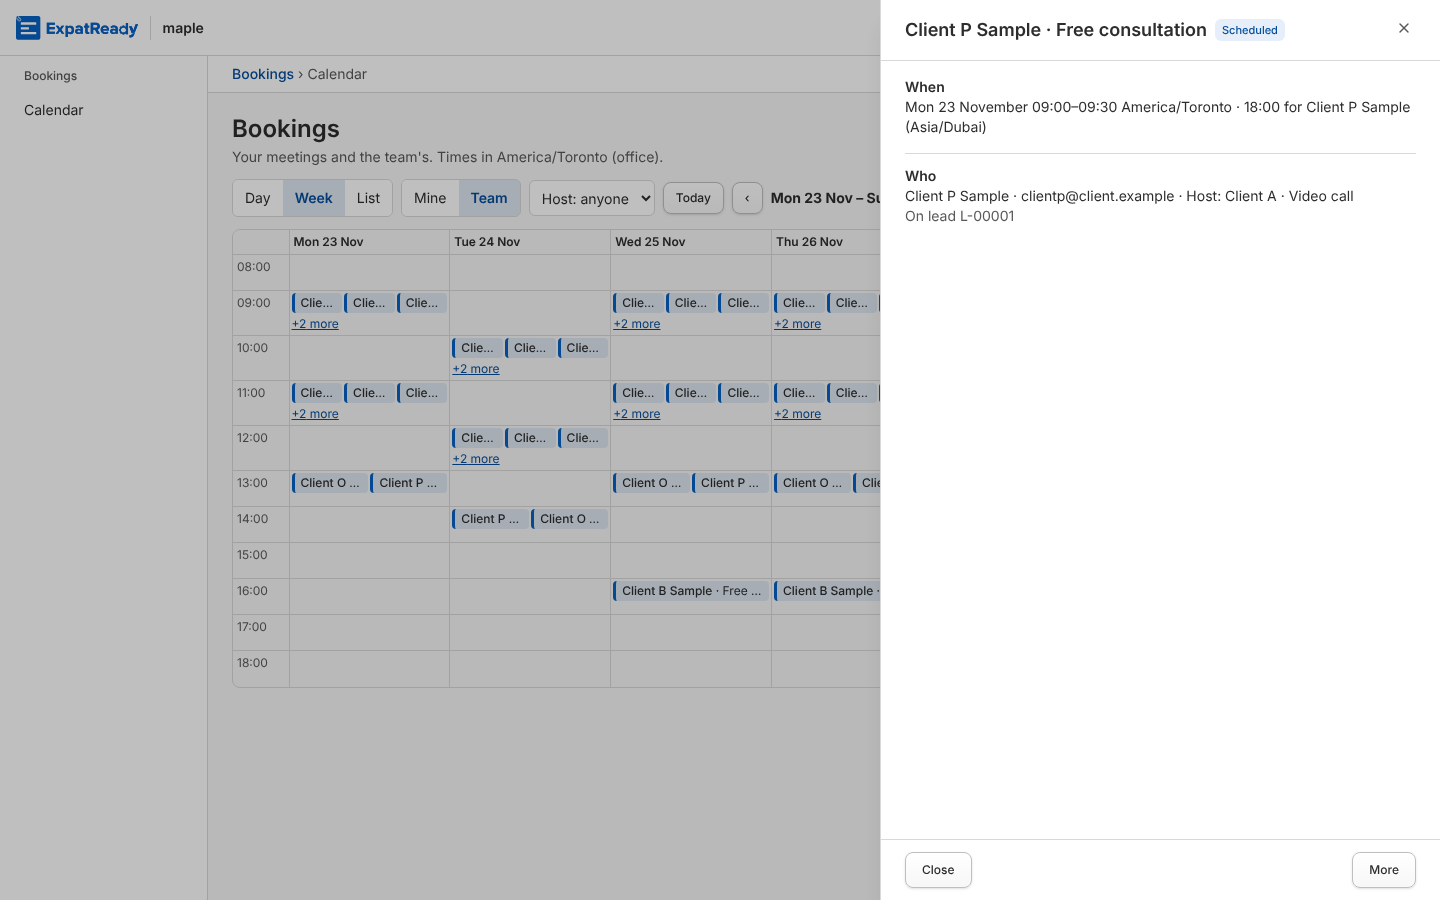 ExpatReady
maple
Bookings
Calendar
Bookings › Calendar
Bookings
Your meetings and the team's. Times in America/Toronto (office).
Day Week List Mine Team Host: anyone Today ‹ Mon 23 Nov – Su
Mon 23 Nov Tue 24 Nov Wed 25 Nov Thu 26 Nov
08:00
09:00 Clie... Clie... Clie... Clie... Clie... Clie... Clie... Clie...
+2 more +2 more +2 more
10:00 Clie... Clie... Clie...
+2 more
11:00 Clie... Clie... Clie... Clie... Clie... Clie... Clie... Clie...
+2 more +2 more +2 more
12:00 Clie... Clie... Clie...
+2 more
13:00 Client O ... Client P ... Client O ... Client P ... Client O ... Clie
14:00 Client P ... Client O ...
15:00
16:00 Client B Sample · Free ... Client B Sample ·
17:00
18:00
Client P Sample · Free consultation Scheduled ×
When
Mon 23 November 09:00–09:30 America/Toronto · 18:00 for Client P Sample
(Asia/Dubai)
Who
Client P Sample · clientp@client.example · Host: Client A · Video call
On lead L-00001
Close More